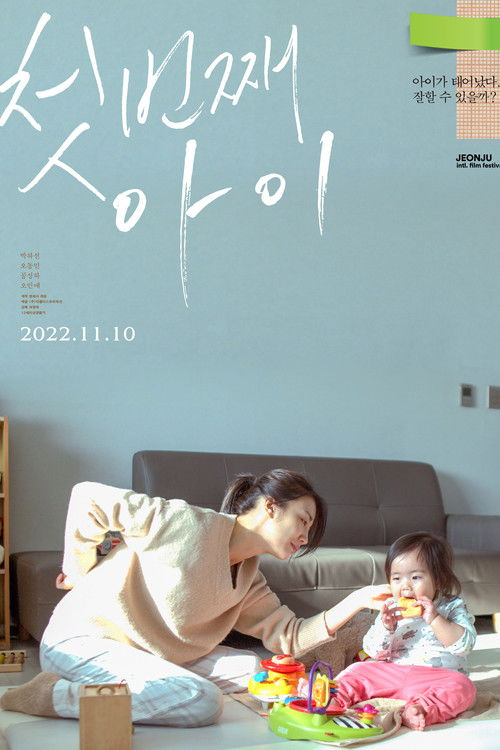 첫번째
아이
아이가 태어났다.
잘할 수 있을까?
JEONJU
intl. film festiv
박하선
오동민
공성하
오민애
2022.11.10